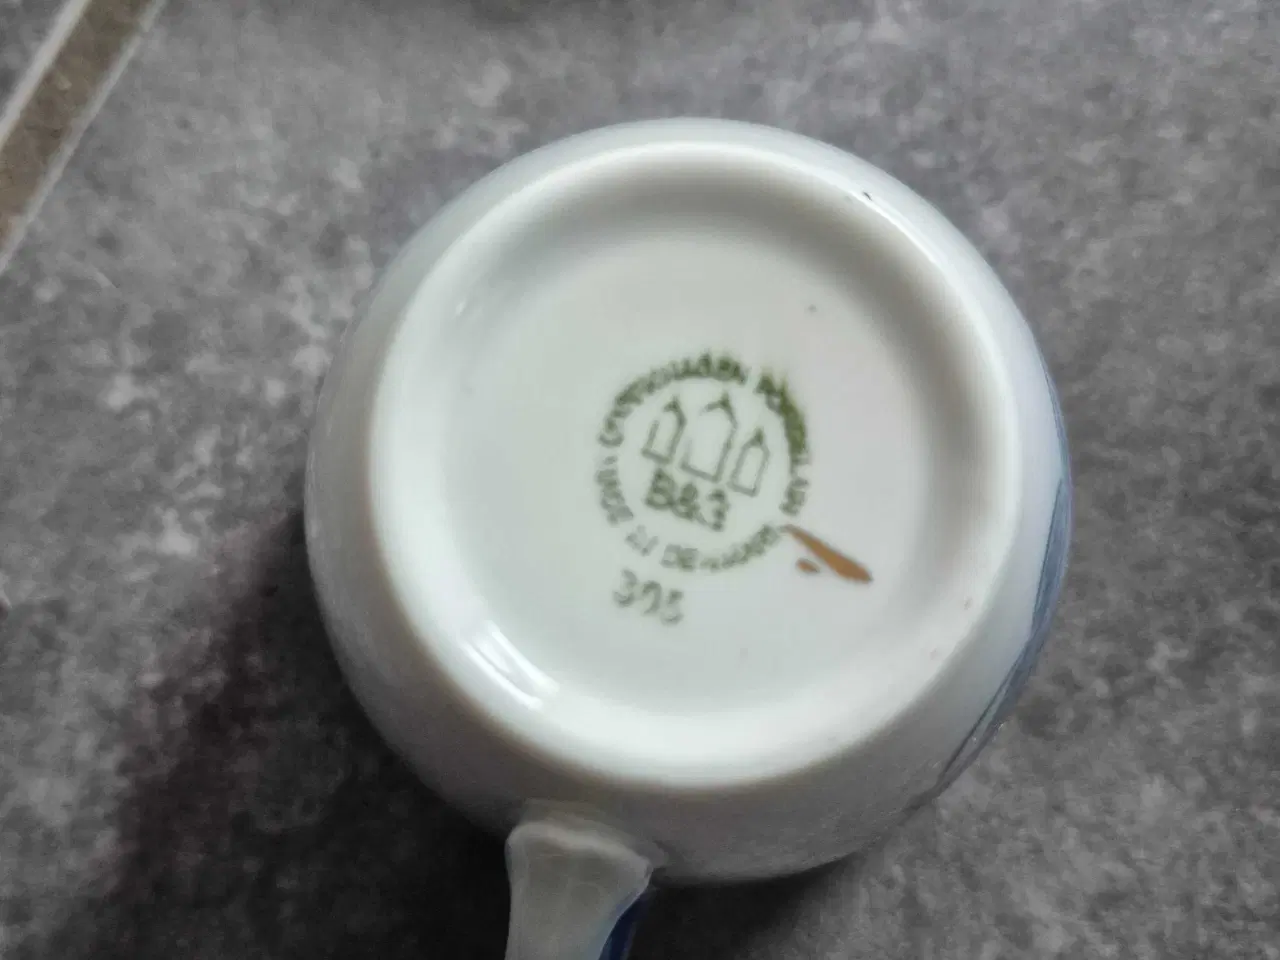 COPENHAGEN PORCELAIN
MADE IN DENMARK
B&G
305